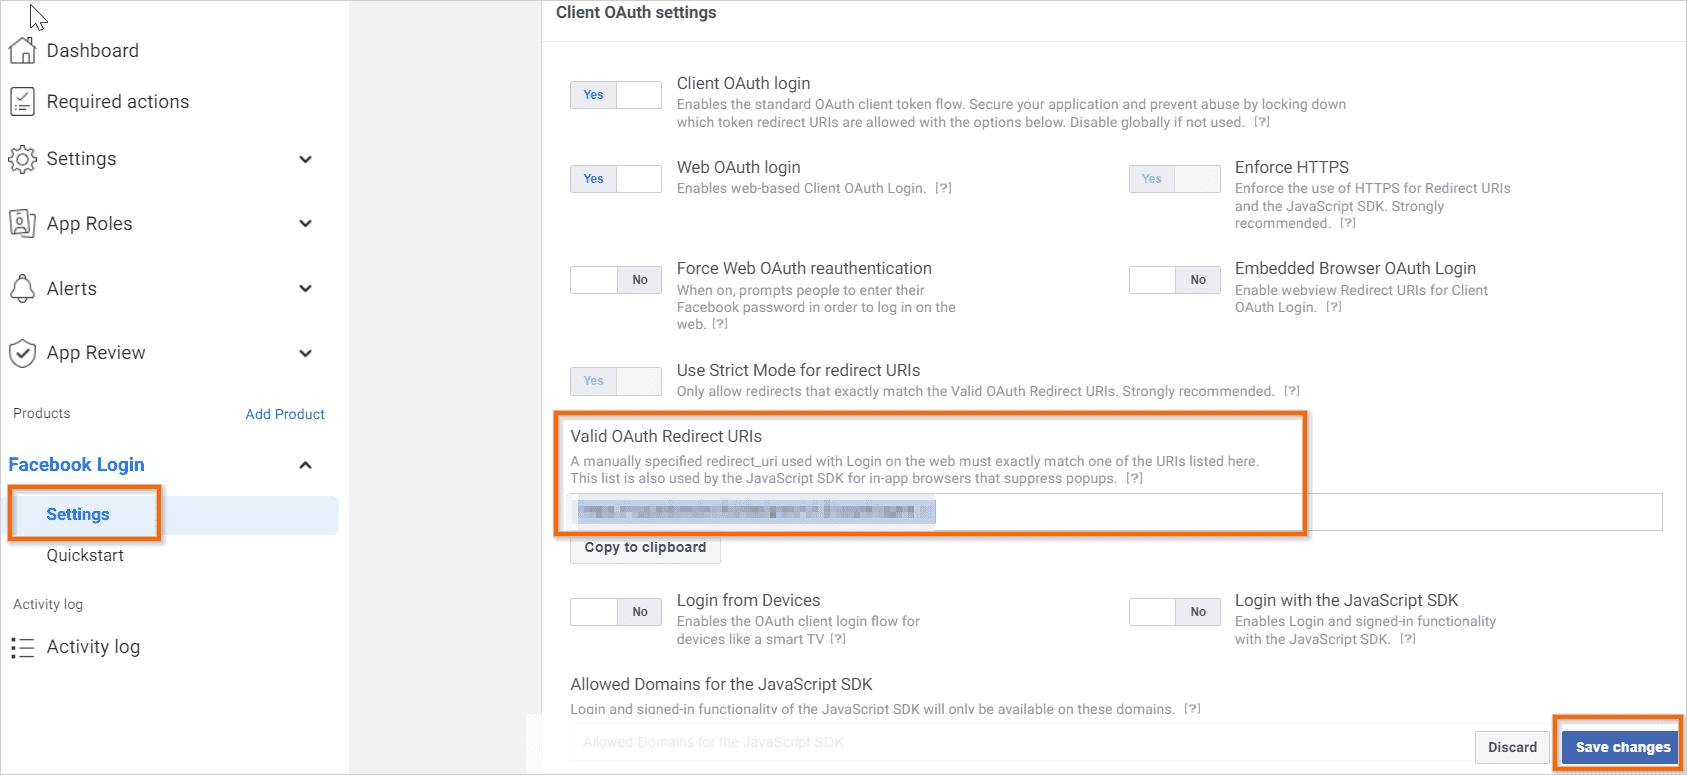 Dashboard
Required actions
Settings
App Roles
Alerts
App Review
Products
Add Product
Facebook Login
Settings
Quickstart
Activity log
Activity log
Client OAuth settings
Yes
Client OAuth login
Enables the standard OAuth client token flow. Secure your application and prevent abuse by locking down
which token redirect URIs are allowed with the options below. Disable globally if not used. [?]
Yes
Web OAuth login
Enables web-based Client OAuth Login. [?]
Yes
Enforce HTTPS
Enforce the use of HTTPS for Redirect URIs
and the JavaScript SDK. Strongly
recommended. [?]
No
Force Web OAuth reauthentication
When on, prompts people to enter their
Facebook password in order to log in on the
web. [?]
No
Embedded Browser OAuth Login
Enable webview Redirect URIs for Client
OAuth Login. [?]
Yes
Use Strict Mode for redirect URIs
Only allow redirects that exactly match the Valid OAuth Redirect URIs. Strongly recommended. [?]
Valid OAuth Redirect URIs
A manually specified redirect_uri used with Login on the web must exactly match one of the URIs listed here.
This list is also used by the JavaScript SDK for in-app browsers that suppress popups. [?]
Copy to clipboard
No
Login from Devices
Enables the OAuth client login flow for
devices like a smart TV [?]
No
Login with the JavaScript SDK
Enables Login and signed-in functionality
with the JavaScript SDK. [?]
Allowed Domains for the JavaScript SDK
Login and signed-in functionality of the JavaScript SDK will only be available on these domains. [?]
Allowed Domains for the JavaScript SDK
Discard
Save changes